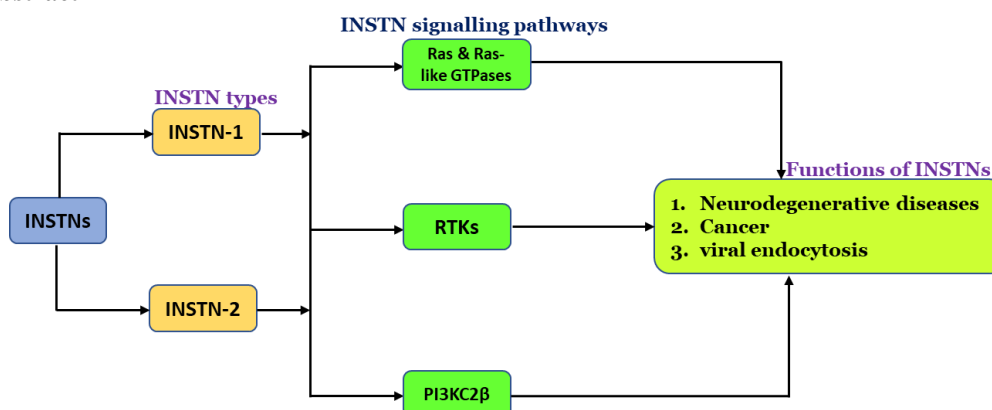 INSTN signalling pathways
Ras & Ras-
like GTPases
INSTN types
INSTN-1
Functions of INSTNs
INSTNs
RTKs
1. Neurodegenerative diseases
2. Cancer
3. viral endocytosis
INSTN-2
PI3KC2β